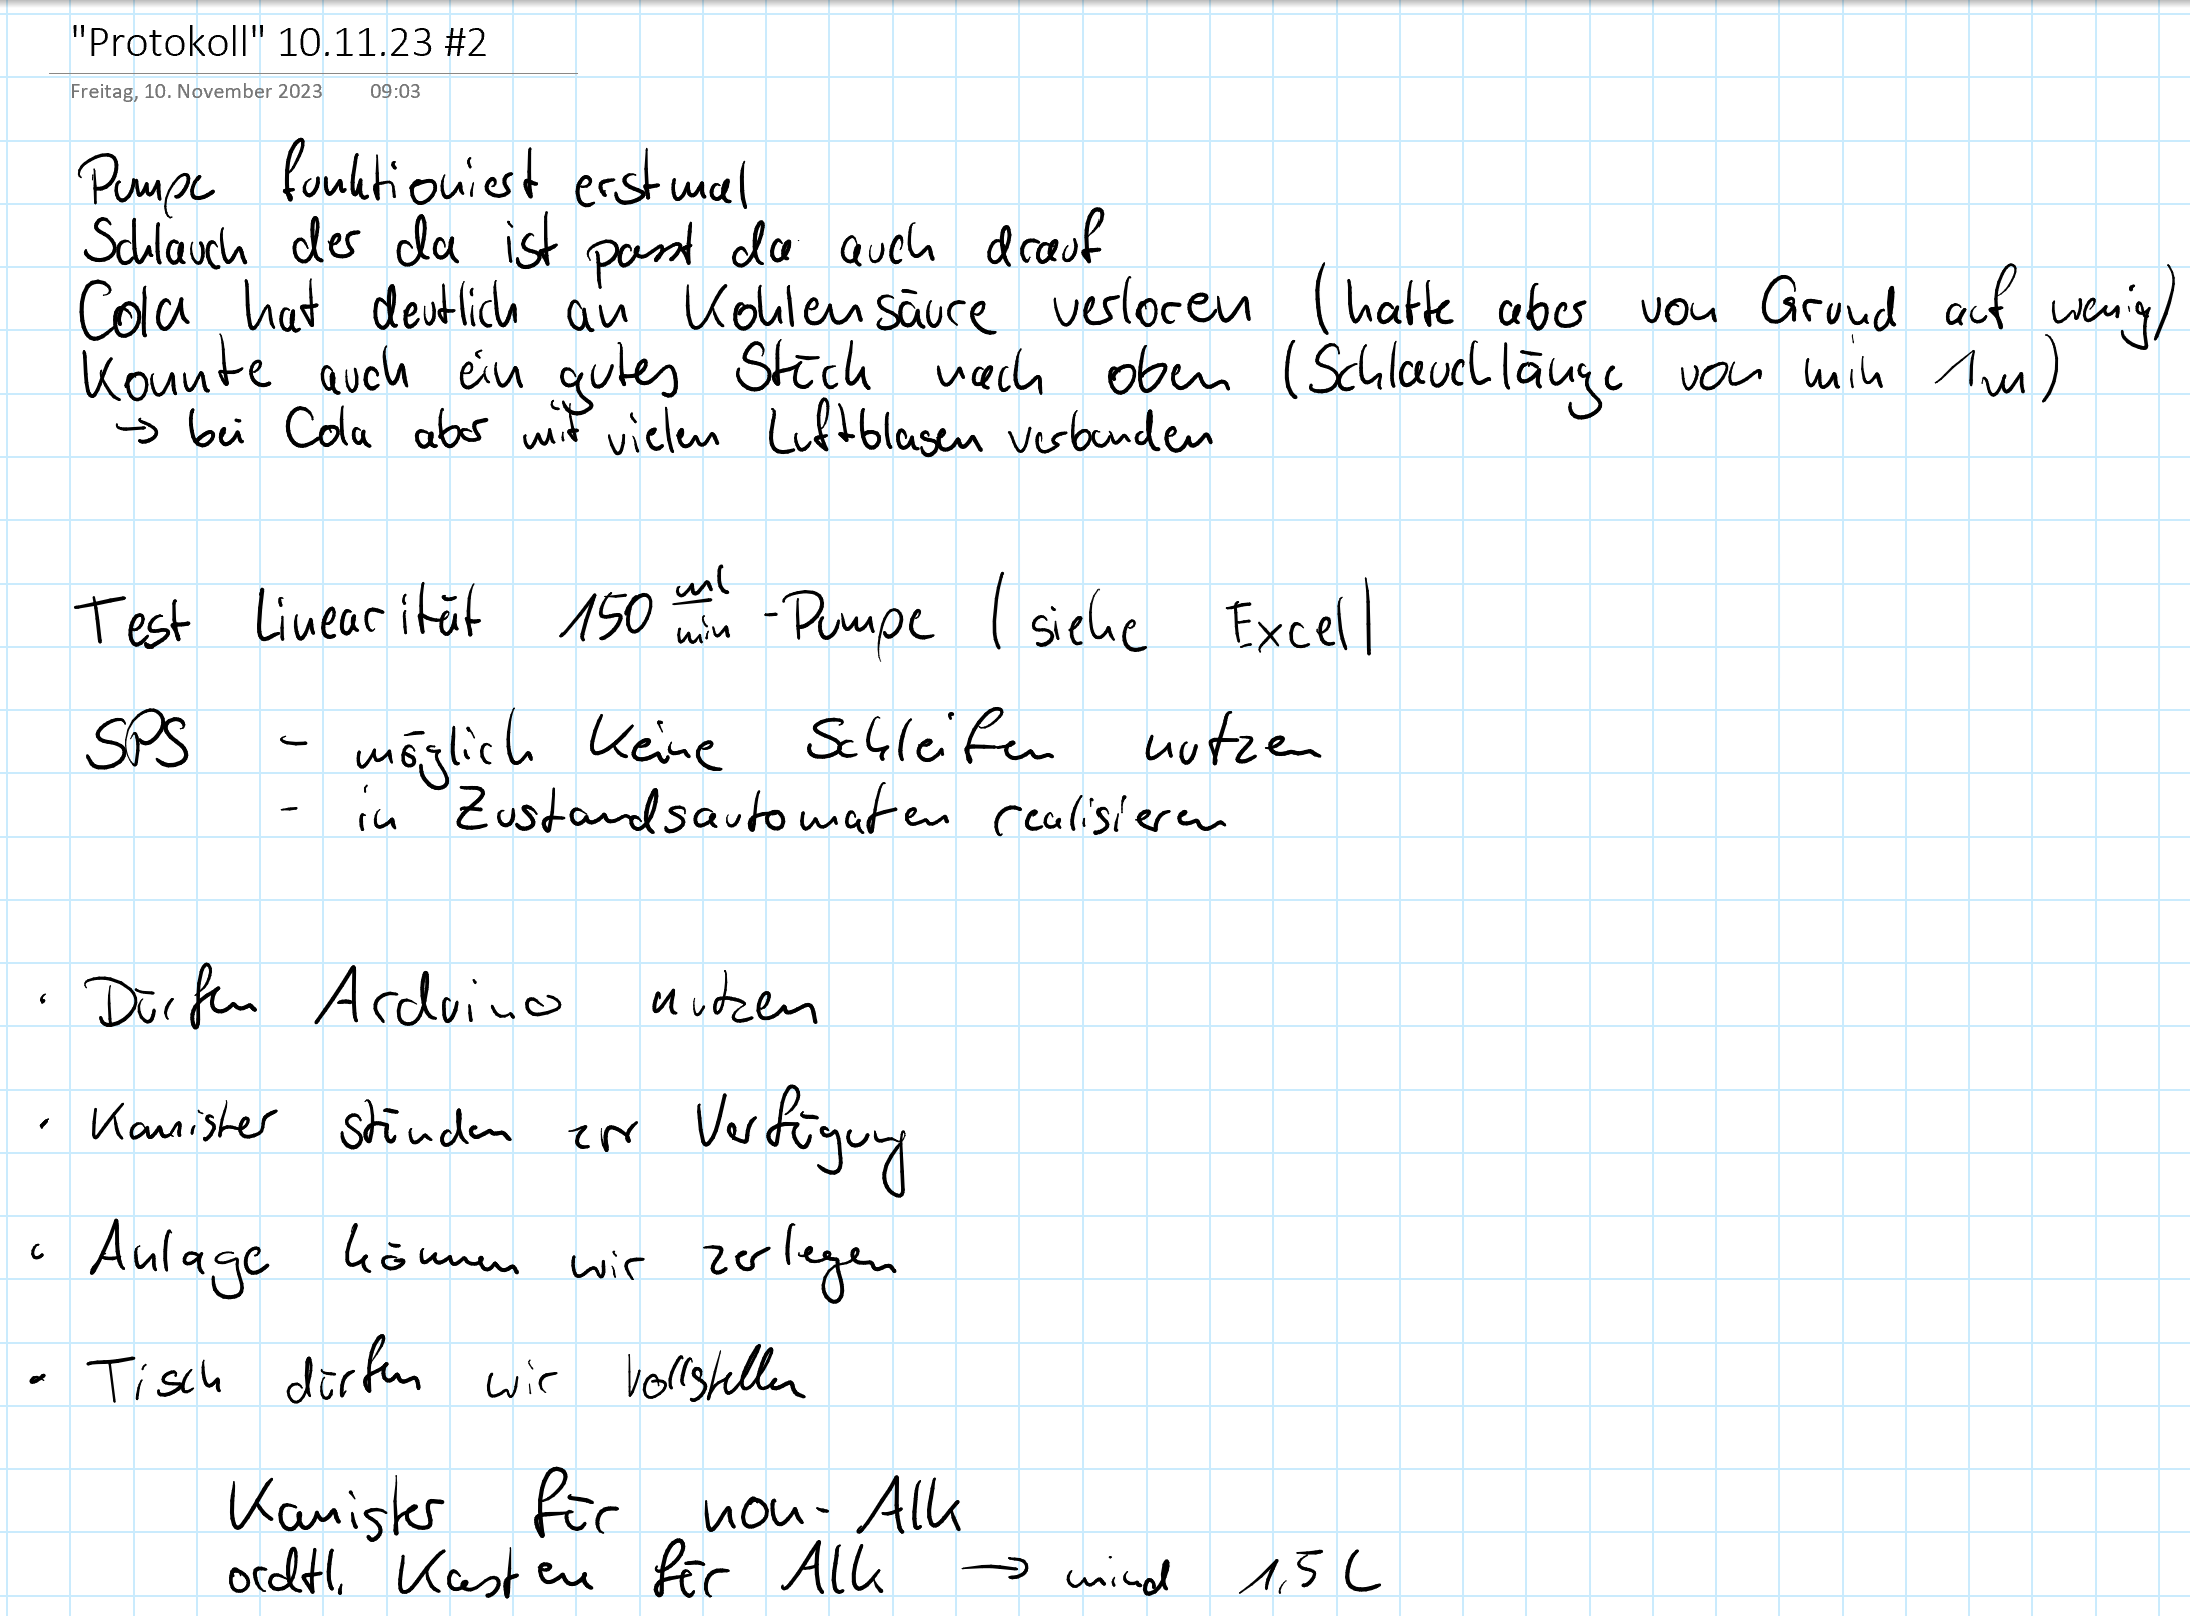 "Protokoll" 10.11.23 #2
Freitag, 10. November 2023 09:03
Pumpe funktioniert erstmal
Schlauch der da ist passt da auch drauf
Cola hat deutlich an Kohlensäure verloren (hatte aber von Grund auf wenig)
Konnte auch ein gutes Stück nach oben (Schlauchlänge von min 1m)
→ bei Cola aber mit vielen Luftblasen verbunden
Test Linearität 150 ml/min -Pumpe (siehe Excel)
SPS - möglich keine Schleifen nutzen
- in Zustandsautomaten realisieren
· Dürfen Arduino nutzen
· Kanister stünden zur Verfügung
· Anlage können wir zerlegen
· Tisch dürfen wir vollstellen
Kanister für non-Alk
ordtl. Kasten für Alk → mind 1,5 L